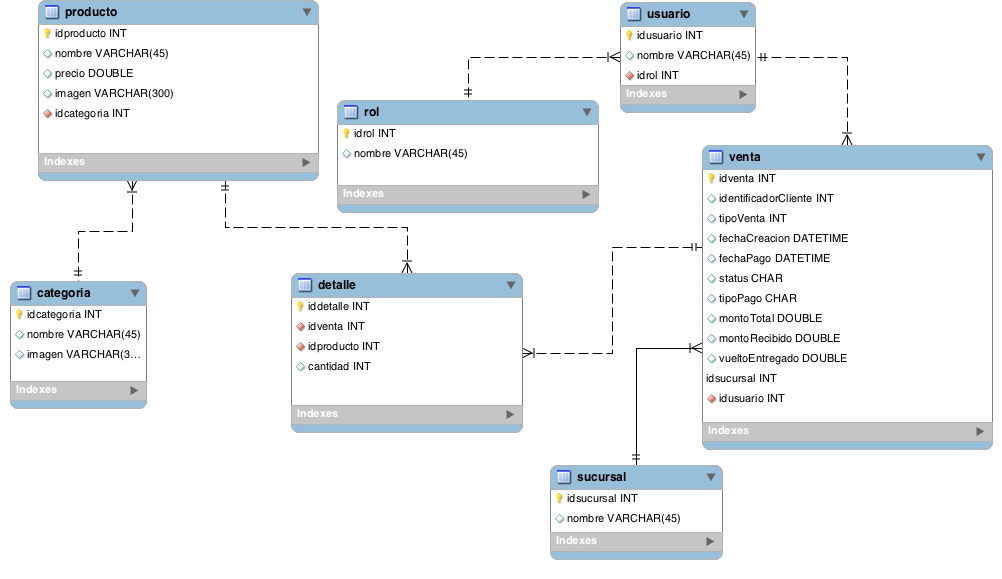 producto
idproducto INT
nombre VARCHAR(45)
precio DOUBLE
imagen VARCHAR(300)
idcategoria INT
Indexes
usuario
idusuario INT
nombre VARCHAR(45)
idrol INT
Indexes
rol
idrol INT
nombre VARCHAR(45)
Indexes
venta
idventa INT
identificadorCliente INT
tipoVenta INT
fechaCreacion DATETIME
fechaPago DATETIME
status CHAR
tipoPago CHAR
montoTotal DOUBLE
montoRecibido DOUBLE
vueltoEntregado DOUBLE
idsucursal INT
idusuario INT
Indexes
categoria
idcategoria INT
nombre VARCHAR(45)
imagen VARCHAR(3...
Indexes
detalle
iddetalle INT
idventa INT
idproducto INT
cantidad INT
Indexes
sucursal
idsucursal INT
nombre VARCHAR(45)
Indexes